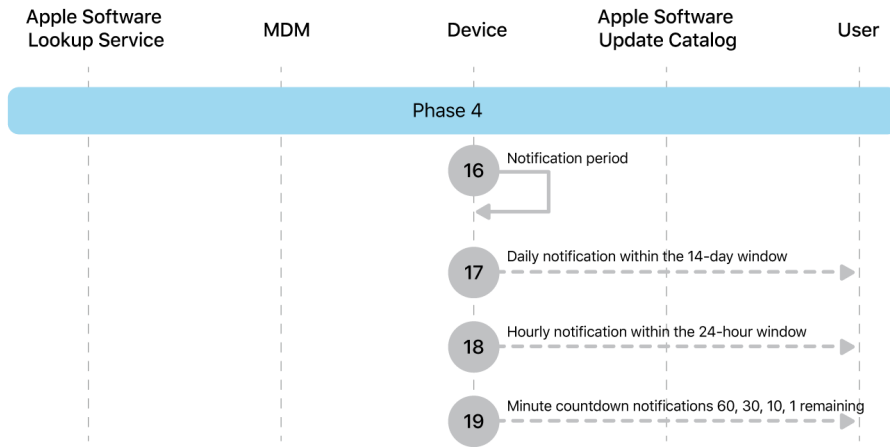 Apple Software
Lookup Service
MDM
Device
Apple Software
Update Catalog
User
Phase 4
16
Notification period
17
Daily notification within the 14-day window
18
Hourly notification within the 24-hour window
19
Minute countdown notifications 60, 30, 10, 1 remaining